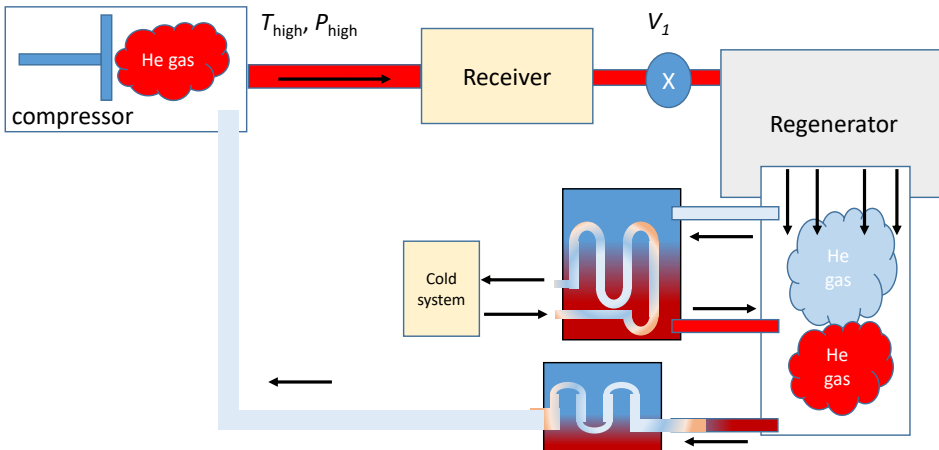 T_high, P_high
V_1
He gas
Receiver
X
compressor
Regenerator
He
gas
Cold
system
He
gas